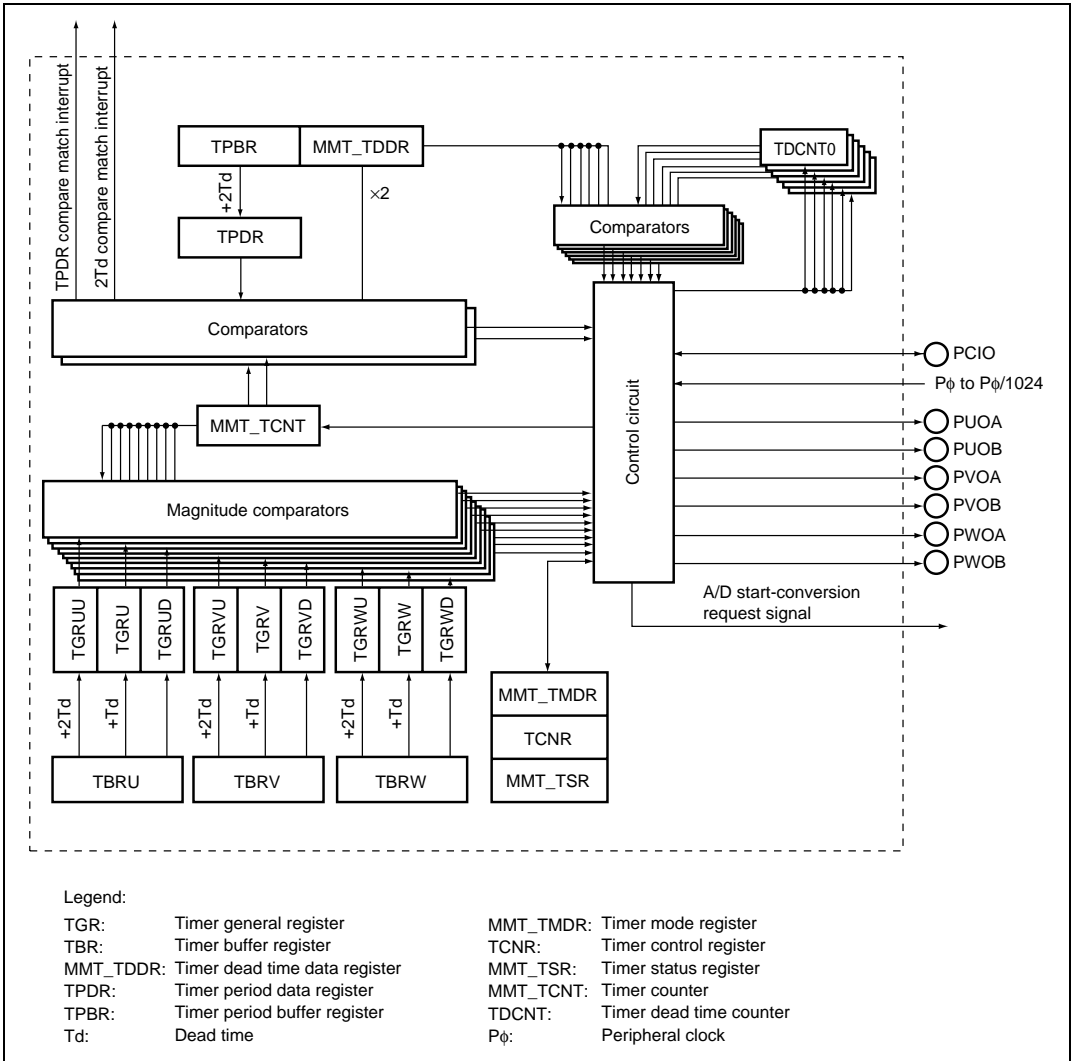 TPDR compare match interrupt
2Td compare match interrupt
TPBR
MMT_TDDR
TDCNT0
+2Td
×2
TPDR
Comparators
Comparators
PCIO
Pϕ to Pϕ/1024
MMT_TCNT
Control circuit
PUOA
PUOB
PVOA
PVOB
PWOA
PWOB
Magnitude comparators
A/D start-conversion
request signal
TGRUU
TGRU
TGRUD
TGRVU
TGRV
TGRVD
TGRWU
TGRW
TGRWD
+2Td
+Td
+2Td
+Td
+2Td
+Td
MMT_TMDR
TCNR
MMT_TSR
TBRU
TBRV
TBRW
Legend:
TGR: Timer general register
TBR: Timer buffer register
MMT_TDDR: Timer dead time data register
TPDR: Timer period data register
TPBR: Timer period buffer register
Td: Dead time
MMT_TMDR: Timer mode register
TCNR: Timer control register
MMT_TSR: Timer status register
MMT_TCNT: Timer counter
TDCNT: Timer dead time counter
Pϕ: Peripheral clock